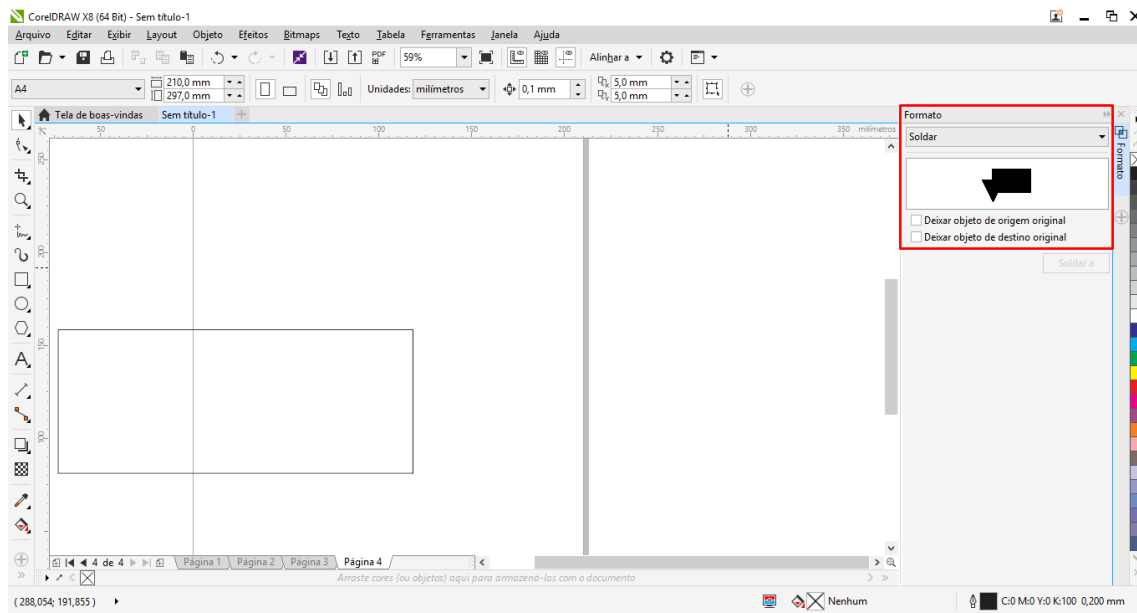 CorelDRAW X8 (64 Bit) - Sem título-1
Arquivo Editar Exibir Layout Objeto Efeitos Bitmaps Texto Tabela Ferramentas Janela Ajuda
PDF 59% Alinhar a
A4 210,0 mm 297,0 mm Unidades: milímetros 0,1 mm 5,0 mm 5,0 mm
Tela de boas-vindas Sem título-1
50 0 50 100 150 200 250 300 350 milímetros
250
200
150
100
Formato
Soldar
Formato
Deixar objeto de origem original
Deixar objeto de destino original
Soldar a
4 de 4 Página 1 Página 2 Página 3 Página 4
Arraste cores (ou objetos) aqui para armazená-las com o documento
( 288,054; 191,855 ) Nenhum C:0 M:0 Y:0 K:100 0,200 mm